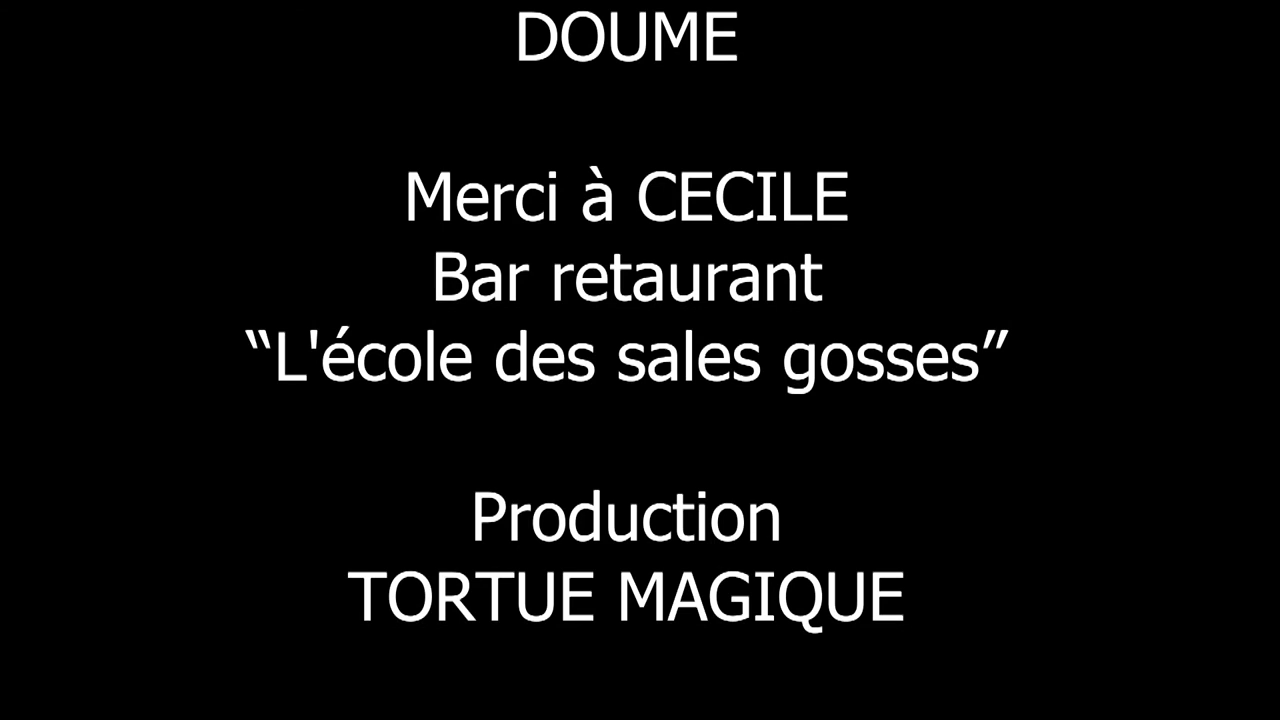 DOUME
Merci à CECILE
Bar retaurant
“L'école des sales gosses”
Production
TORTUE MAGIQUE